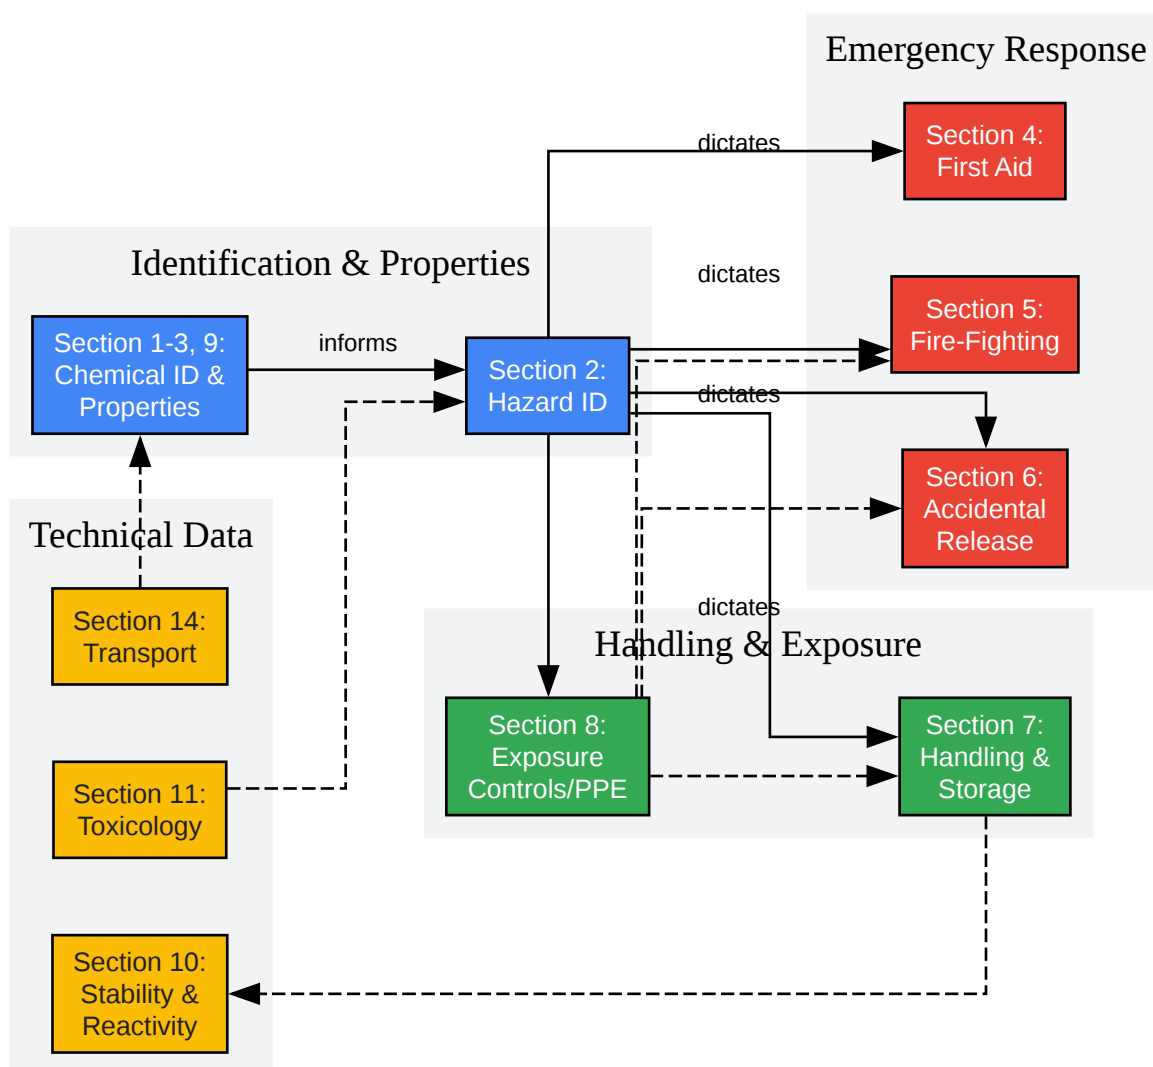 Emergency Response
Section 4:
First Aid
dictates
Identification & Properties
dictates
Section 5:
Fire-Fighting
Section 1-3, 9:
Chemical ID &
Properties
informs
Section 2:
Hazard ID
dictates
Section 6:
Accidental
Release
Technical Data
Section 14:
Transport
dictates
Handling & Exposure
Section 8:
Exposure
Controls/PPE
Section 7:
Handling &
Storage
Section 11:
Toxicology
Section 10:
Stability &
Reactivity